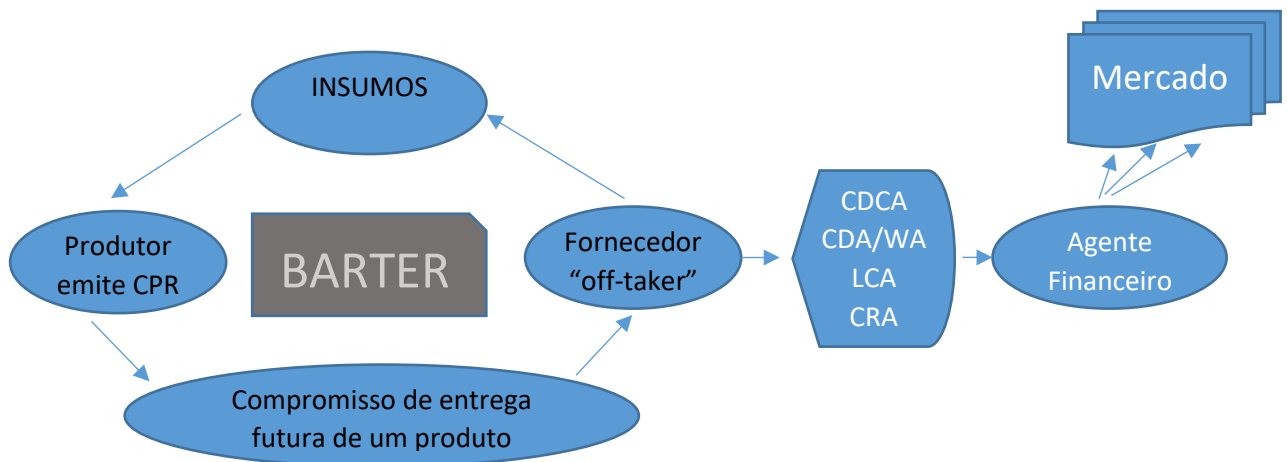 INSUMOS
Produtor
emite CPR
BARTER
Fornecedor
“off-taker”
Compromisso de entrega
futura de um produto
CDCA
CDA/WA
LCA
CRA
Agente
Financeiro
Mercado